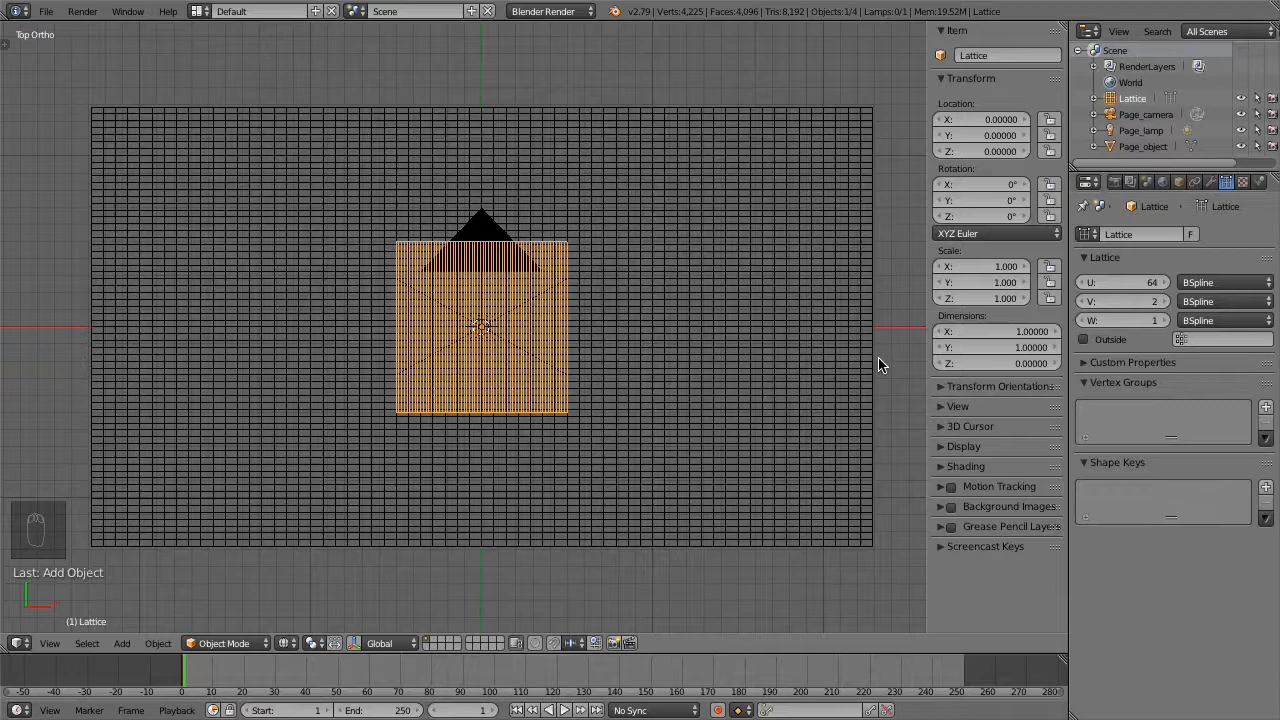 File Render Window Help Default Scene Blender Render v2.79 | Verts:4,225 | Faces:4,096 | Tris:8,192 | Objects:1/4 | Lamps:0/1 | Mem:19.52M | Lattice
Top Ortho
Item
Lattice
Transform
Location:
X: 0.00000
Y: 0.00000
Z: 0.00000
Rotation:
X: 0°
Y: 0°
Z: 0°
XYZ Euler
Scale:
X: 1.000
Y: 1.000
Z: 1.000
Dimensions:
X: 1.00000
Y: 1.00000
Z: 0.00000
Transform Orientations
View
3D Cursor
Display
Shading
Motion Tracking
Background Images
Grease Pencil Laye
Screencast Keys
View Search All Scenes
Scene
RenderLayers
World
Lattice
Page_camera
Page_lamp
Page_object
Lattice Lattice
Lattice F
Lattice
U: 64 BSpline
V: 2 BSpline
W: 1 BSpline
Outside
Custom Properties
Vertex Groups
Shape Keys
Last: Add Object
(1) Lattice
View Select Add Object Object Mode Global
-50 -40 -30 -20 -10 0 10 20 30 40 50 60 70 80 90 100 110 120 130 140 150 160 170 180 190 200 210 220 230 240 250 260 270 280
View Marker Frame Playback Start: 1 End: 250 1 No Sync